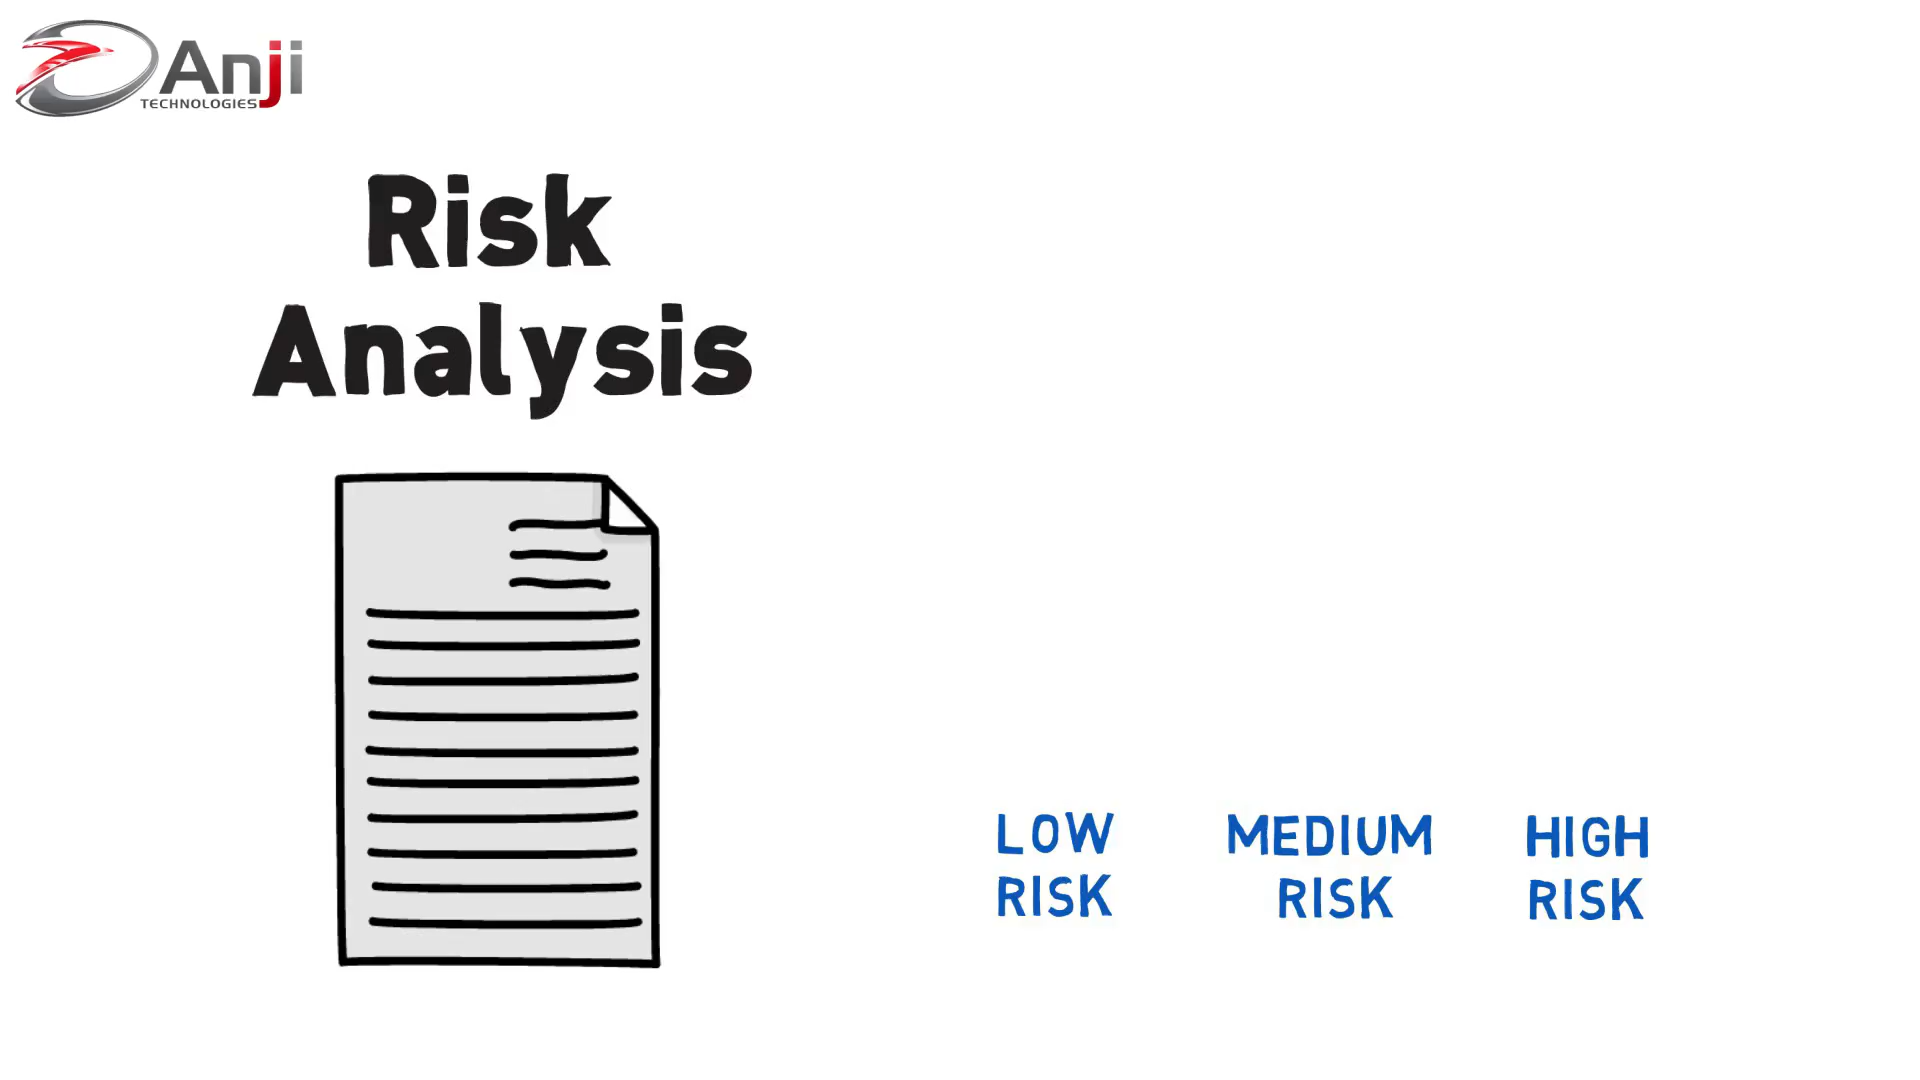 Anji
TECHNOLOGIES
Risk
Analysis
LOW
RISK
MEDIUM
RISK
HIGH
RISK